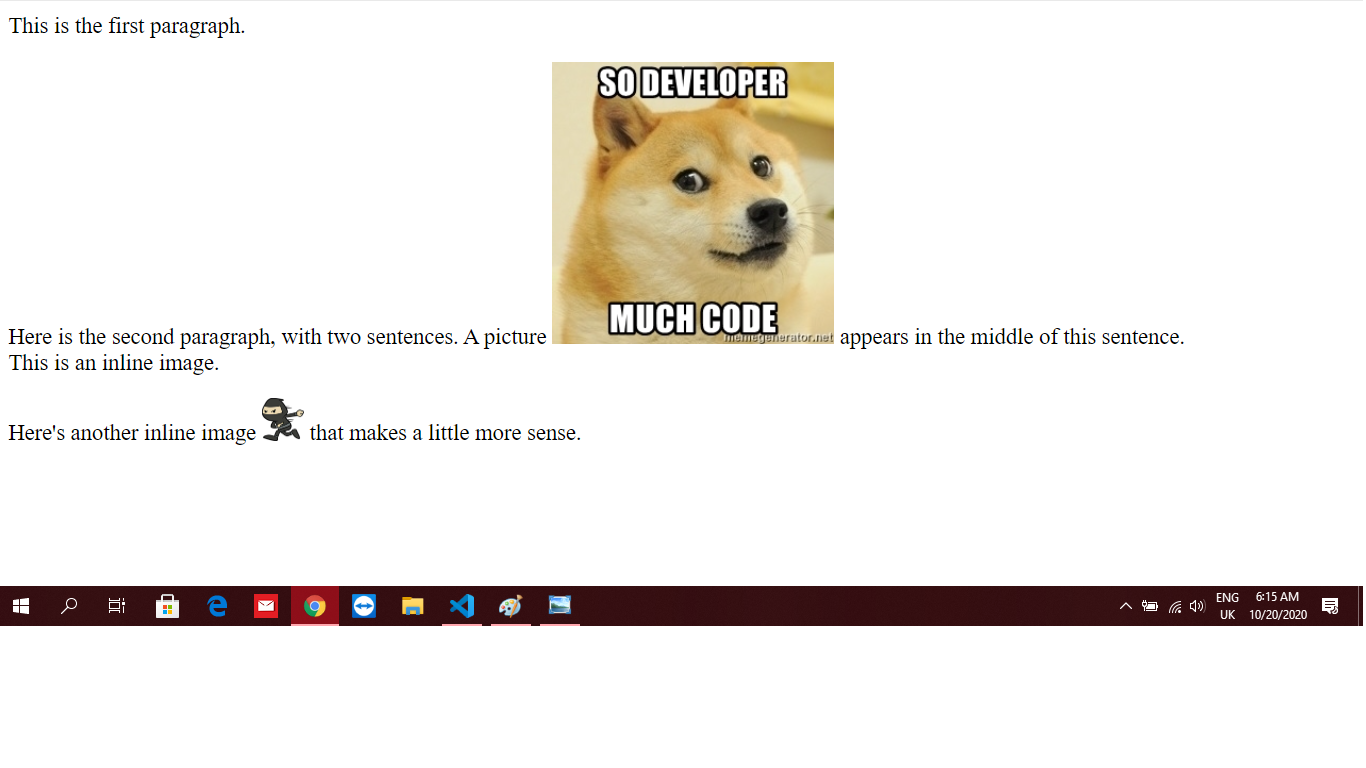 This is the first paragraph.
SO DEVELOPER
MUCH CODE
memegenerator.net
Here is the second paragraph, with two sentences. A picture appears in the middle of this sentence.
This is an inline image.
Here's another inline image that makes a little more sense.
ENG
UK
6:15 AM
10/20/2020